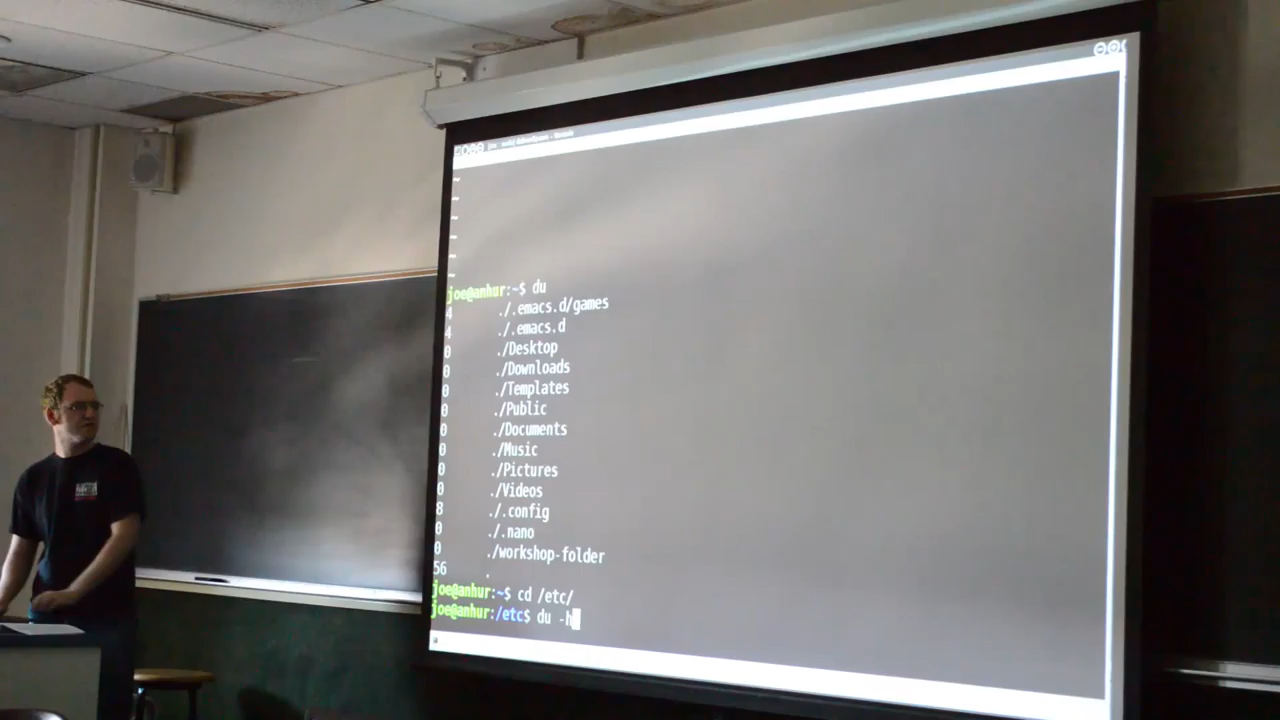 ~
~
~
~
~
joe@anhur:~$ du
4 ./.emacs.d/games
4 ./.emacs.d
0 ./Desktop
0 ./Downloads
0 ./Templates
0 ./Public
0 ./Documents
0 ./Music
0 ./Pictures
0 ./Videos
8 ./.config
0 ./.nano
0 ./workshop-folder
56 .
joe@anhur:~$ cd /etc/
joe@anhur:/etc$ du -h